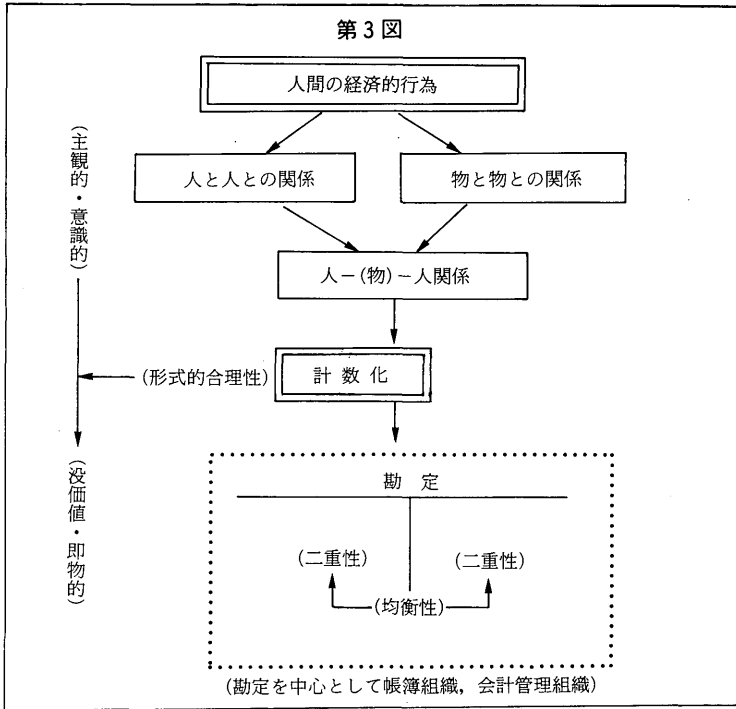 第3図
人間の経済的行為
人と人との関係
物と物との関係
人－(物)－人関係
(主観的・意識的)
(形式的合理性)
計数化
(没価値・即物的)
勘定
(二重性)
(二重性)
(均衡性)
(勘定を中心として帳簿組織，会計管理組織)